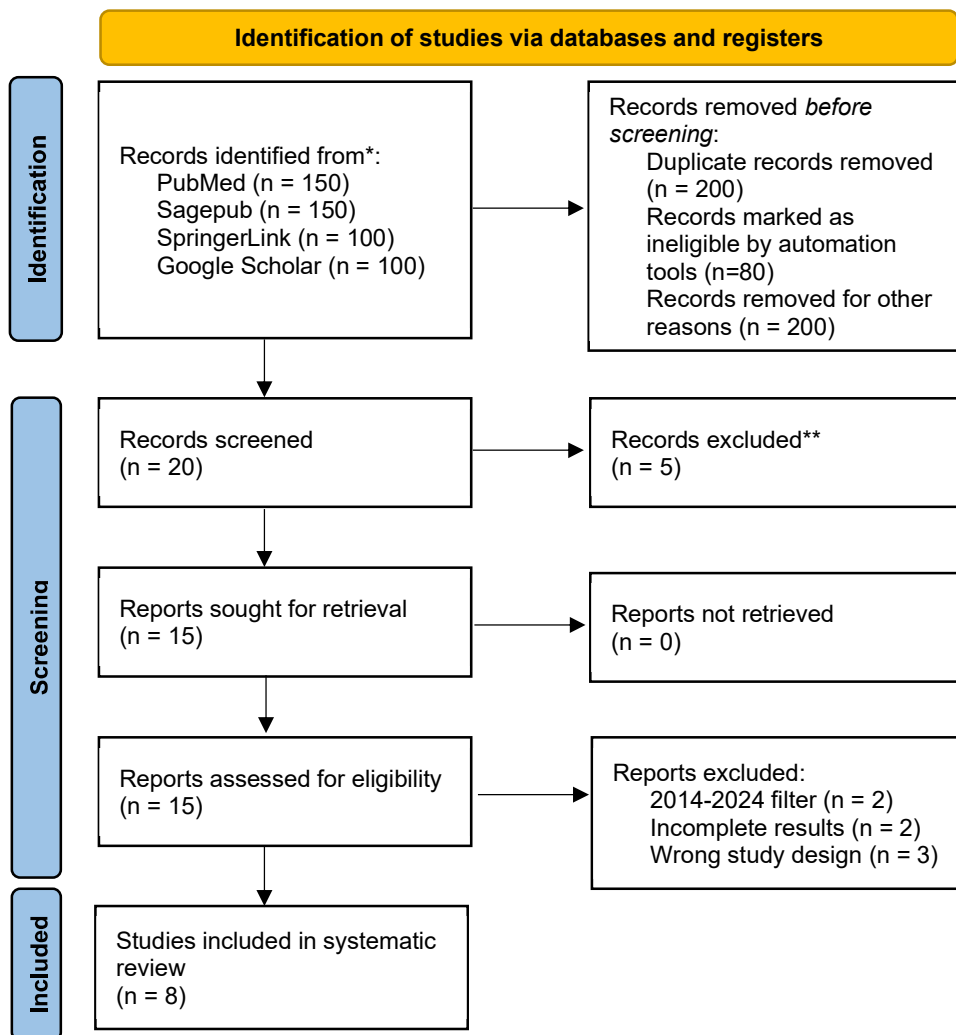 Identification of studies via databases and registers
Identification
Records identified from*:
PubMed (n = 150)
Sagepub (n = 150)
SpringerLink (n = 100)
Google Scholar (n = 100)
Records removed before
screening:
Duplicate records removed
(n = 200)
Records marked as
ineligible by automation
tools (n=80)
Records removed for other
reasons (n = 200)
Screening
Records screened
(n = 20)
Records excluded**
(n = 5)
Reports sought for retrieval
(n = 15)
Reports not retrieved
(n = 0)
Reports assessed for eligibility
(n = 15)
Reports excluded:
2014-2024 filter (n = 2)
Incomplete results (n = 2)
Wrong study design (n = 3)
Included
Studies included in systematic
review
(n = 8)